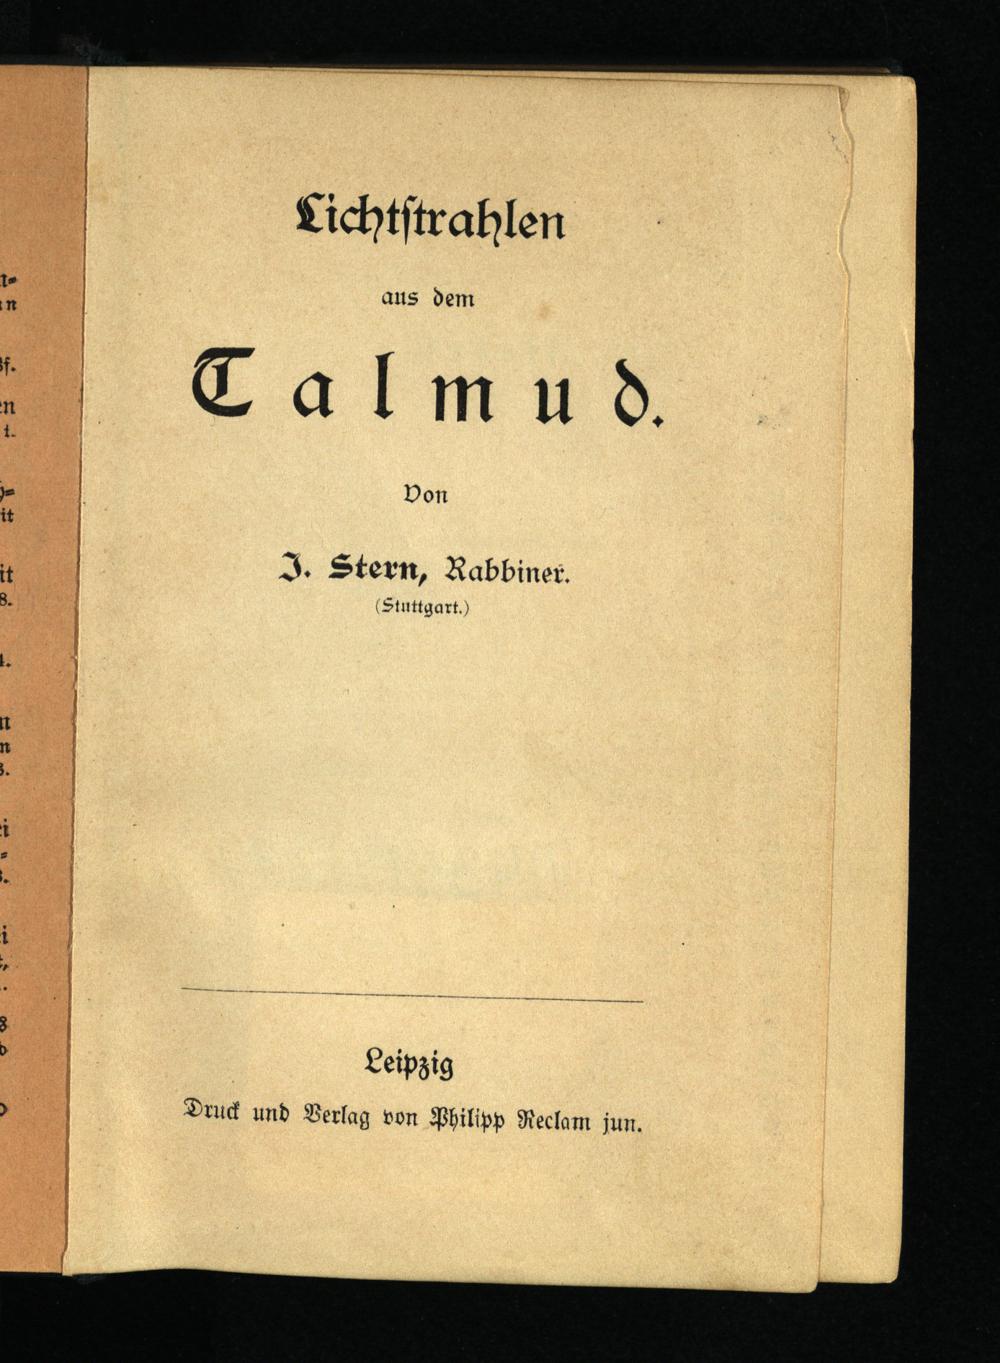 Lichtſtrahlen
aus dem
Talmud.
Von
J. Stern, Rabbiner.
(Stuttgart.)
Leipzig
Druck und Verlag von Philipp Reclam jun.